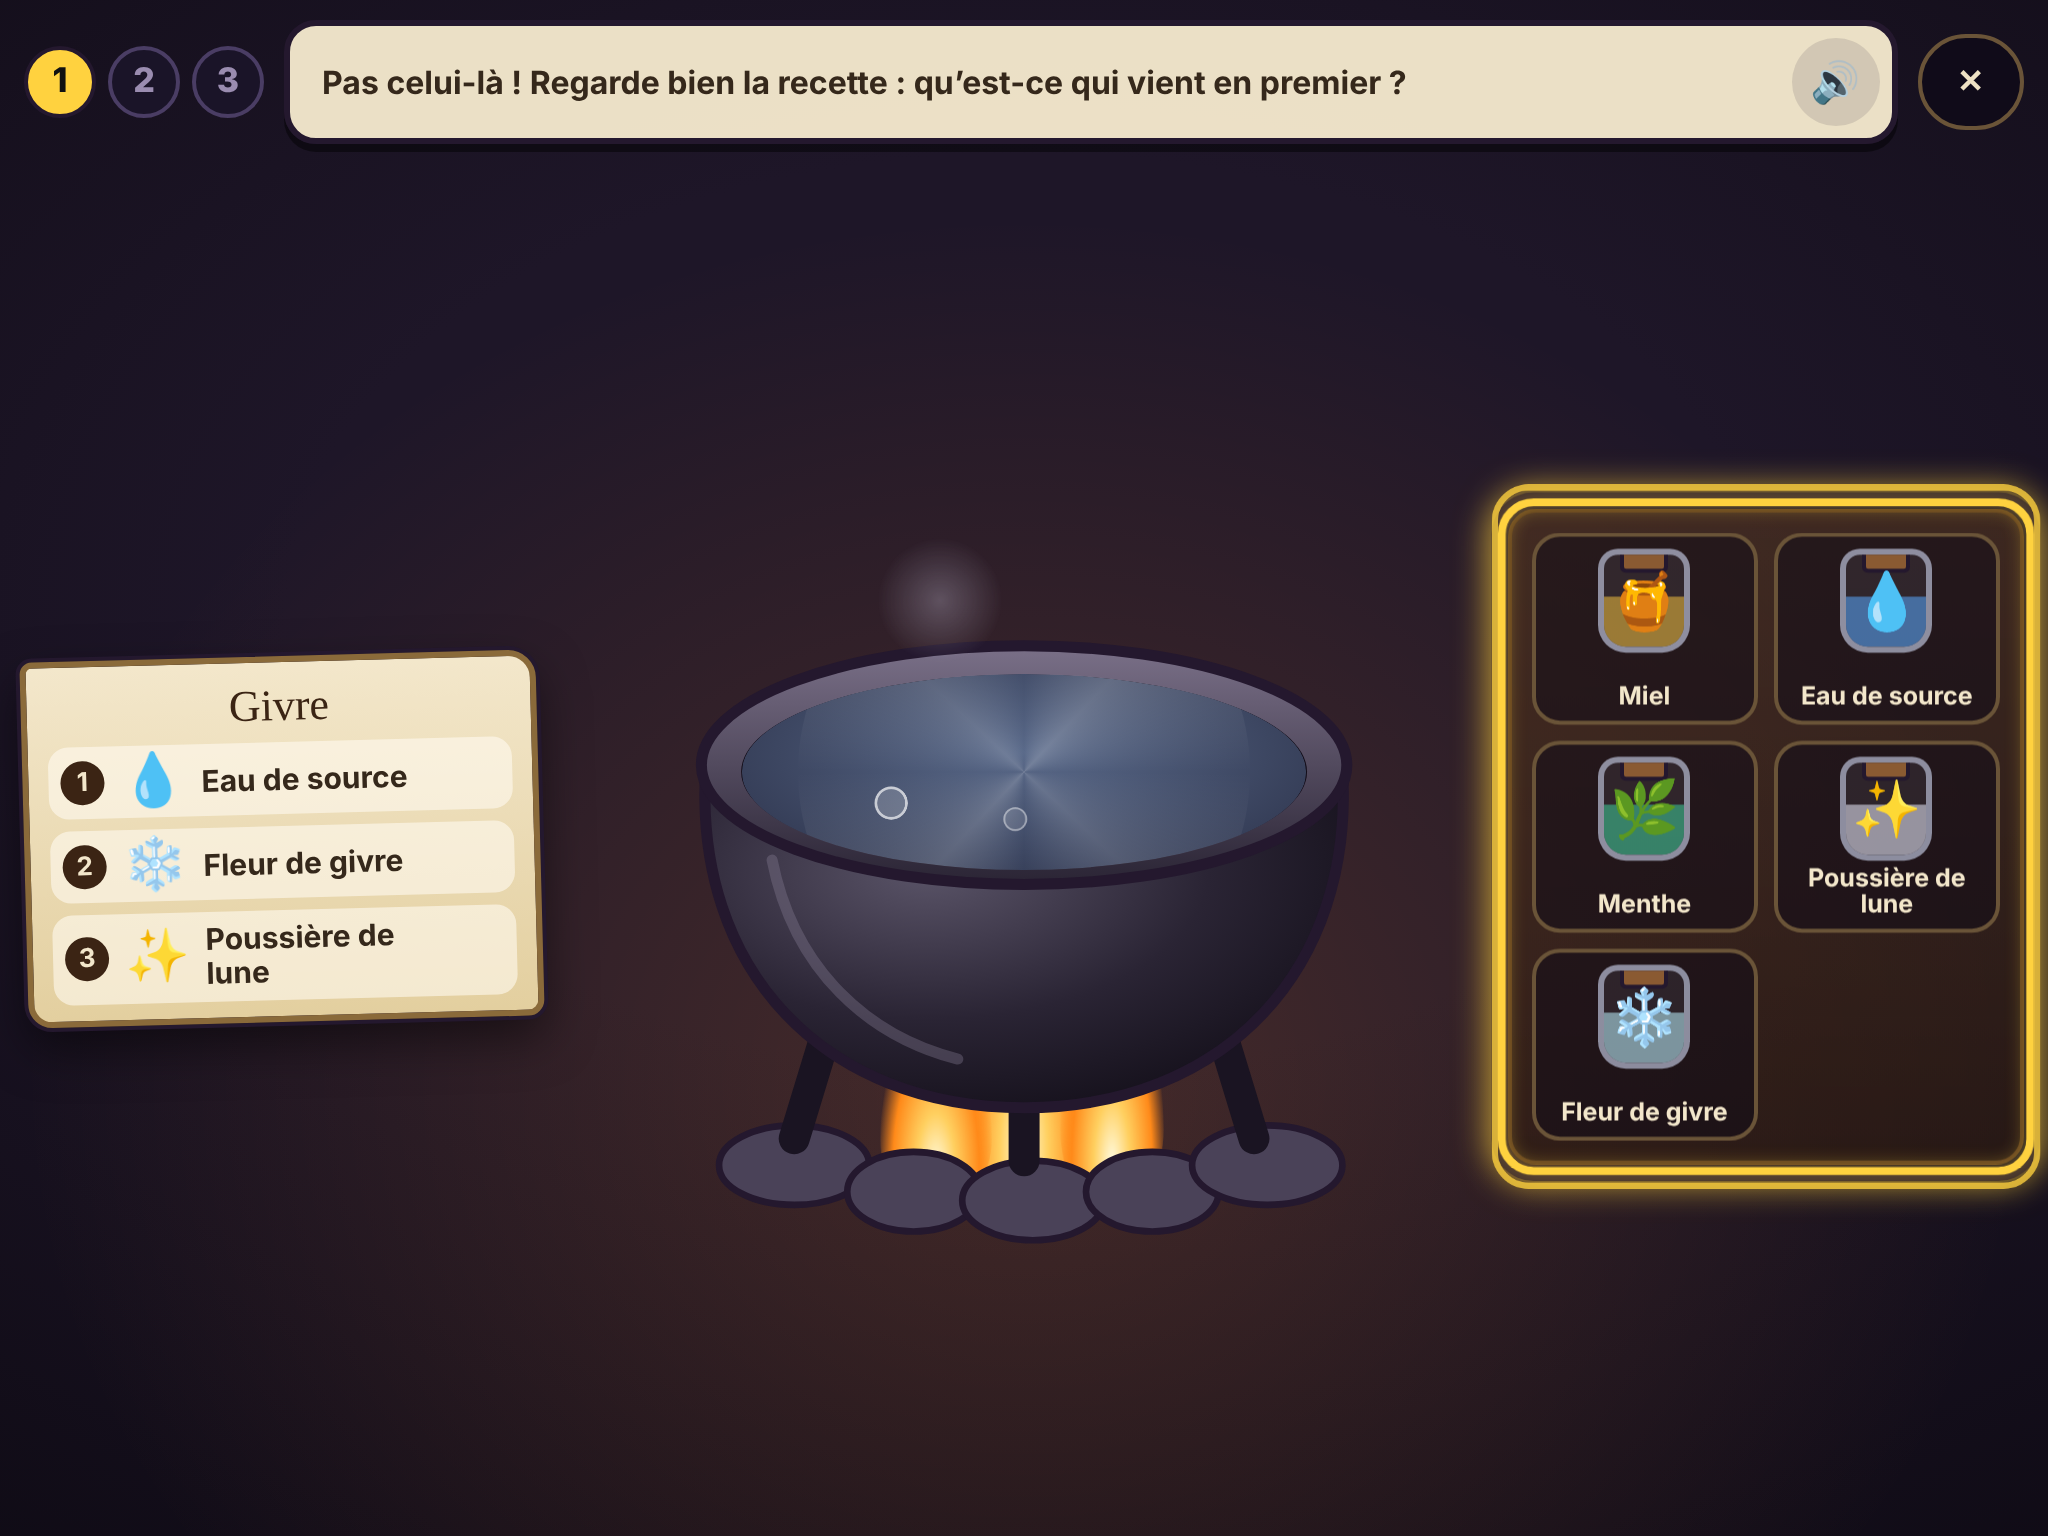 1 2 3
Pas celui-là ! Regarde bien la recette : qu’est-ce qui vient en premier ?
×
Givre
1 Eau de source
2 Fleur de givre
3 Poussière de
lune
Miel
Eau de source
Menthe
Poussière de
lune
Fleur de givre